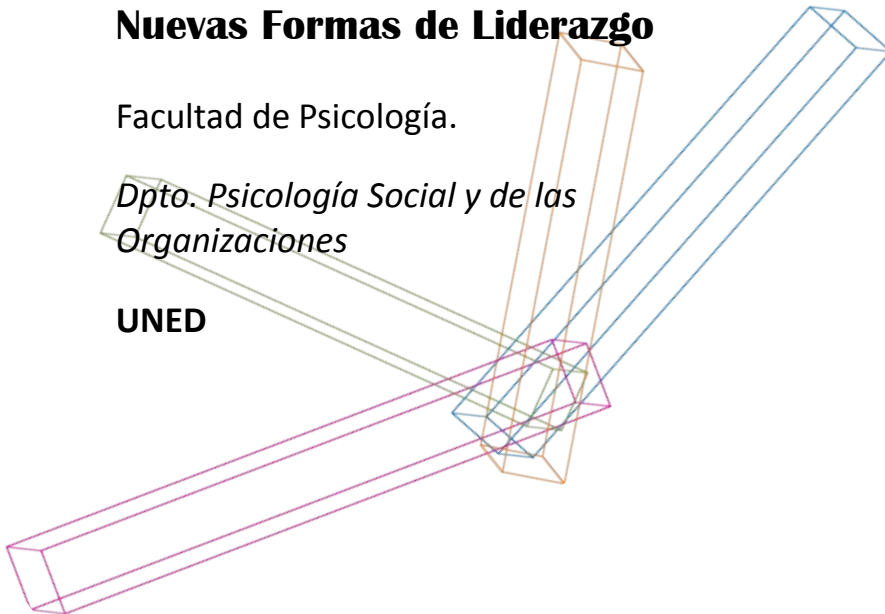 Nuevas Formas de Liderazgo
Facultad de Psicología.
Dpto. Psicología Social y de las
Organizaciones
UNED